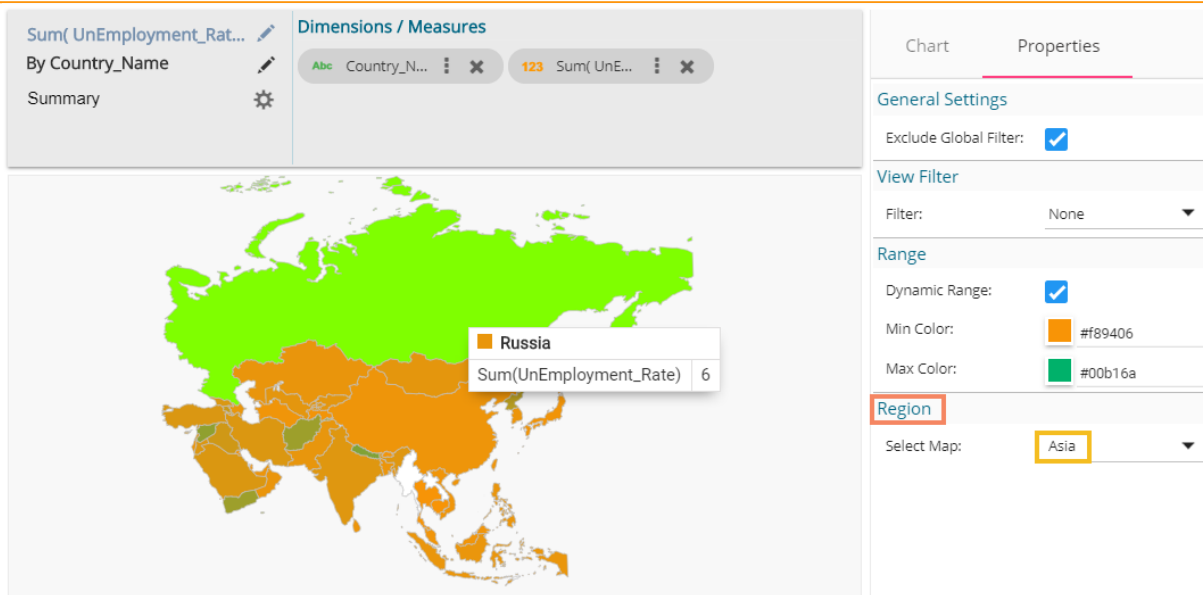 Sum( UnEmployment_Rat...
By Country_Name
Summary
Dimensions / Measures
Abc Country_N...
123 Sum( UnE...
Russia
Sum(UnEmployment_Rate) 6
Chart Properties
General Settings
Exclude Global Filter:
View Filter
Filter: None
Range
Dynamic Range:
Min Color: #f89406
Max Color: #00b16a
Region
Select Map: Asia